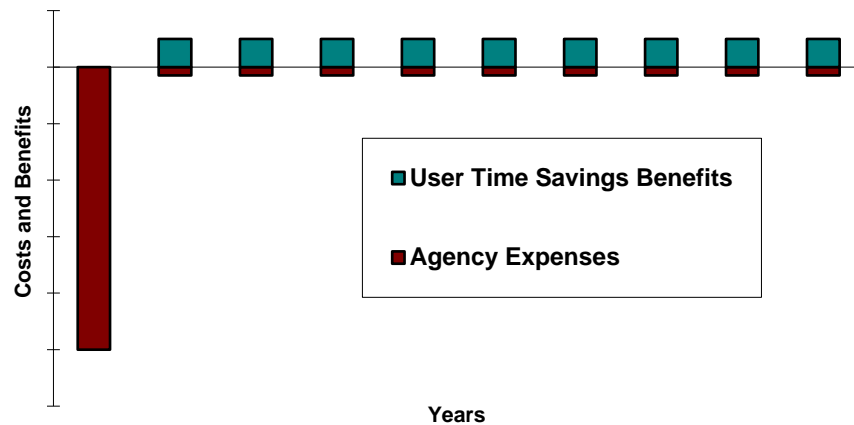 Costs and Benefits
User Time Savings Benefits
Agency Expenses
Years